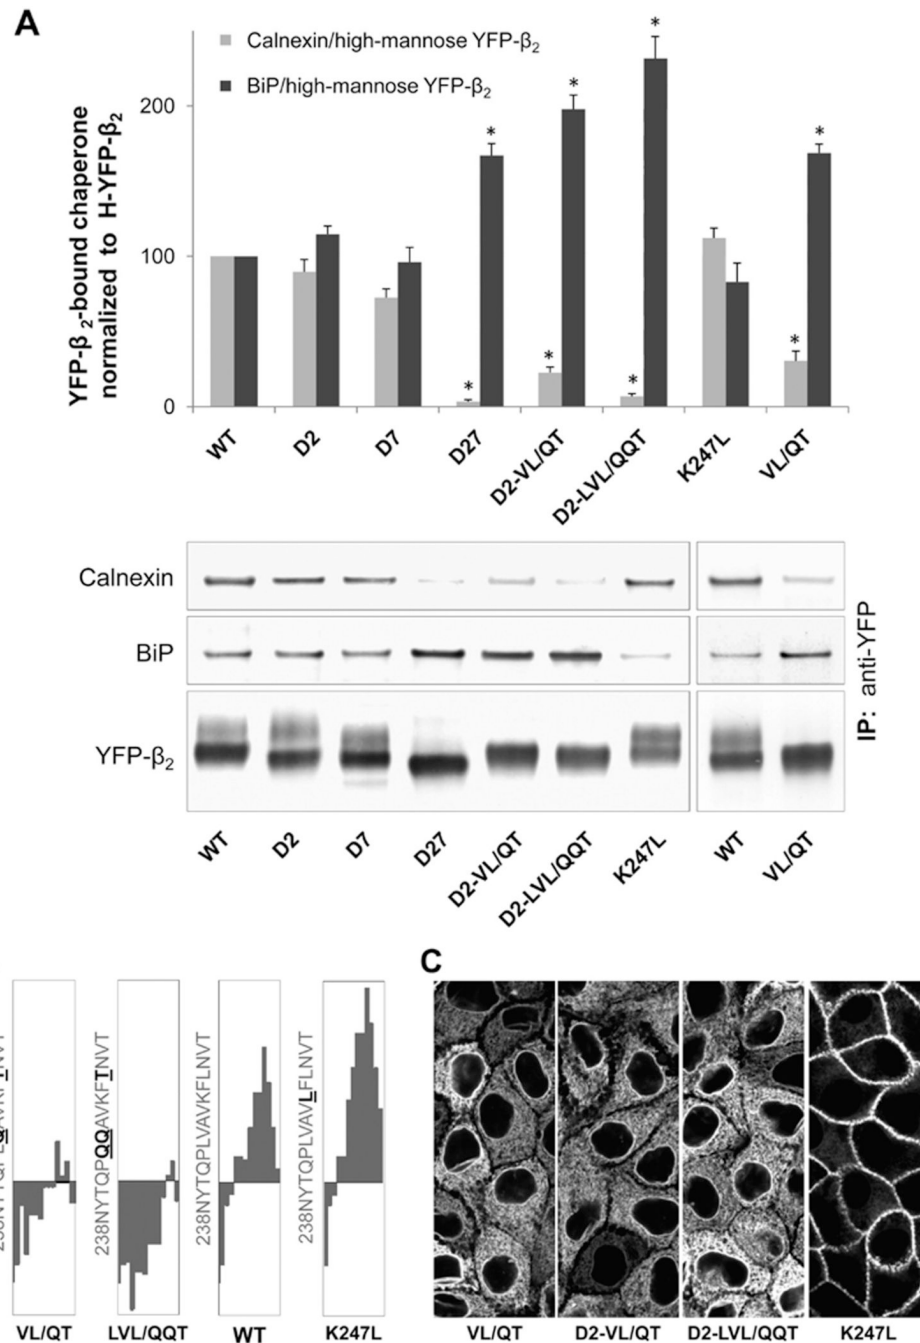 A
Calnexin/high-mannose YFP-β2
BiP/high-mannose YFP-β2
YFP-β 2-bound chaperone
normalized to H-YFP-β2
200
100
0
*
*
*
*
*
*
*
*
WT
D2
D7
D27
D2-VL/QT
D2-LVL/QQT
K247L
VL/QT
Calnexin
BiP
YFP-β2
IP: anti-YFP
WT
D2
D7
D27
D2-VL/QT
D2-LVL/QQT
K247L
WT
VL/QT
238NYTQPQQAVKFTNVT
238NYTQPLVAVKFLNVT
238NYTQPLVAVLFLNVT
VL/QT
LVL/QQT
WT
K247L
C
VL/QT
D2-VL/QT
D2-LVL/QQT
K247L